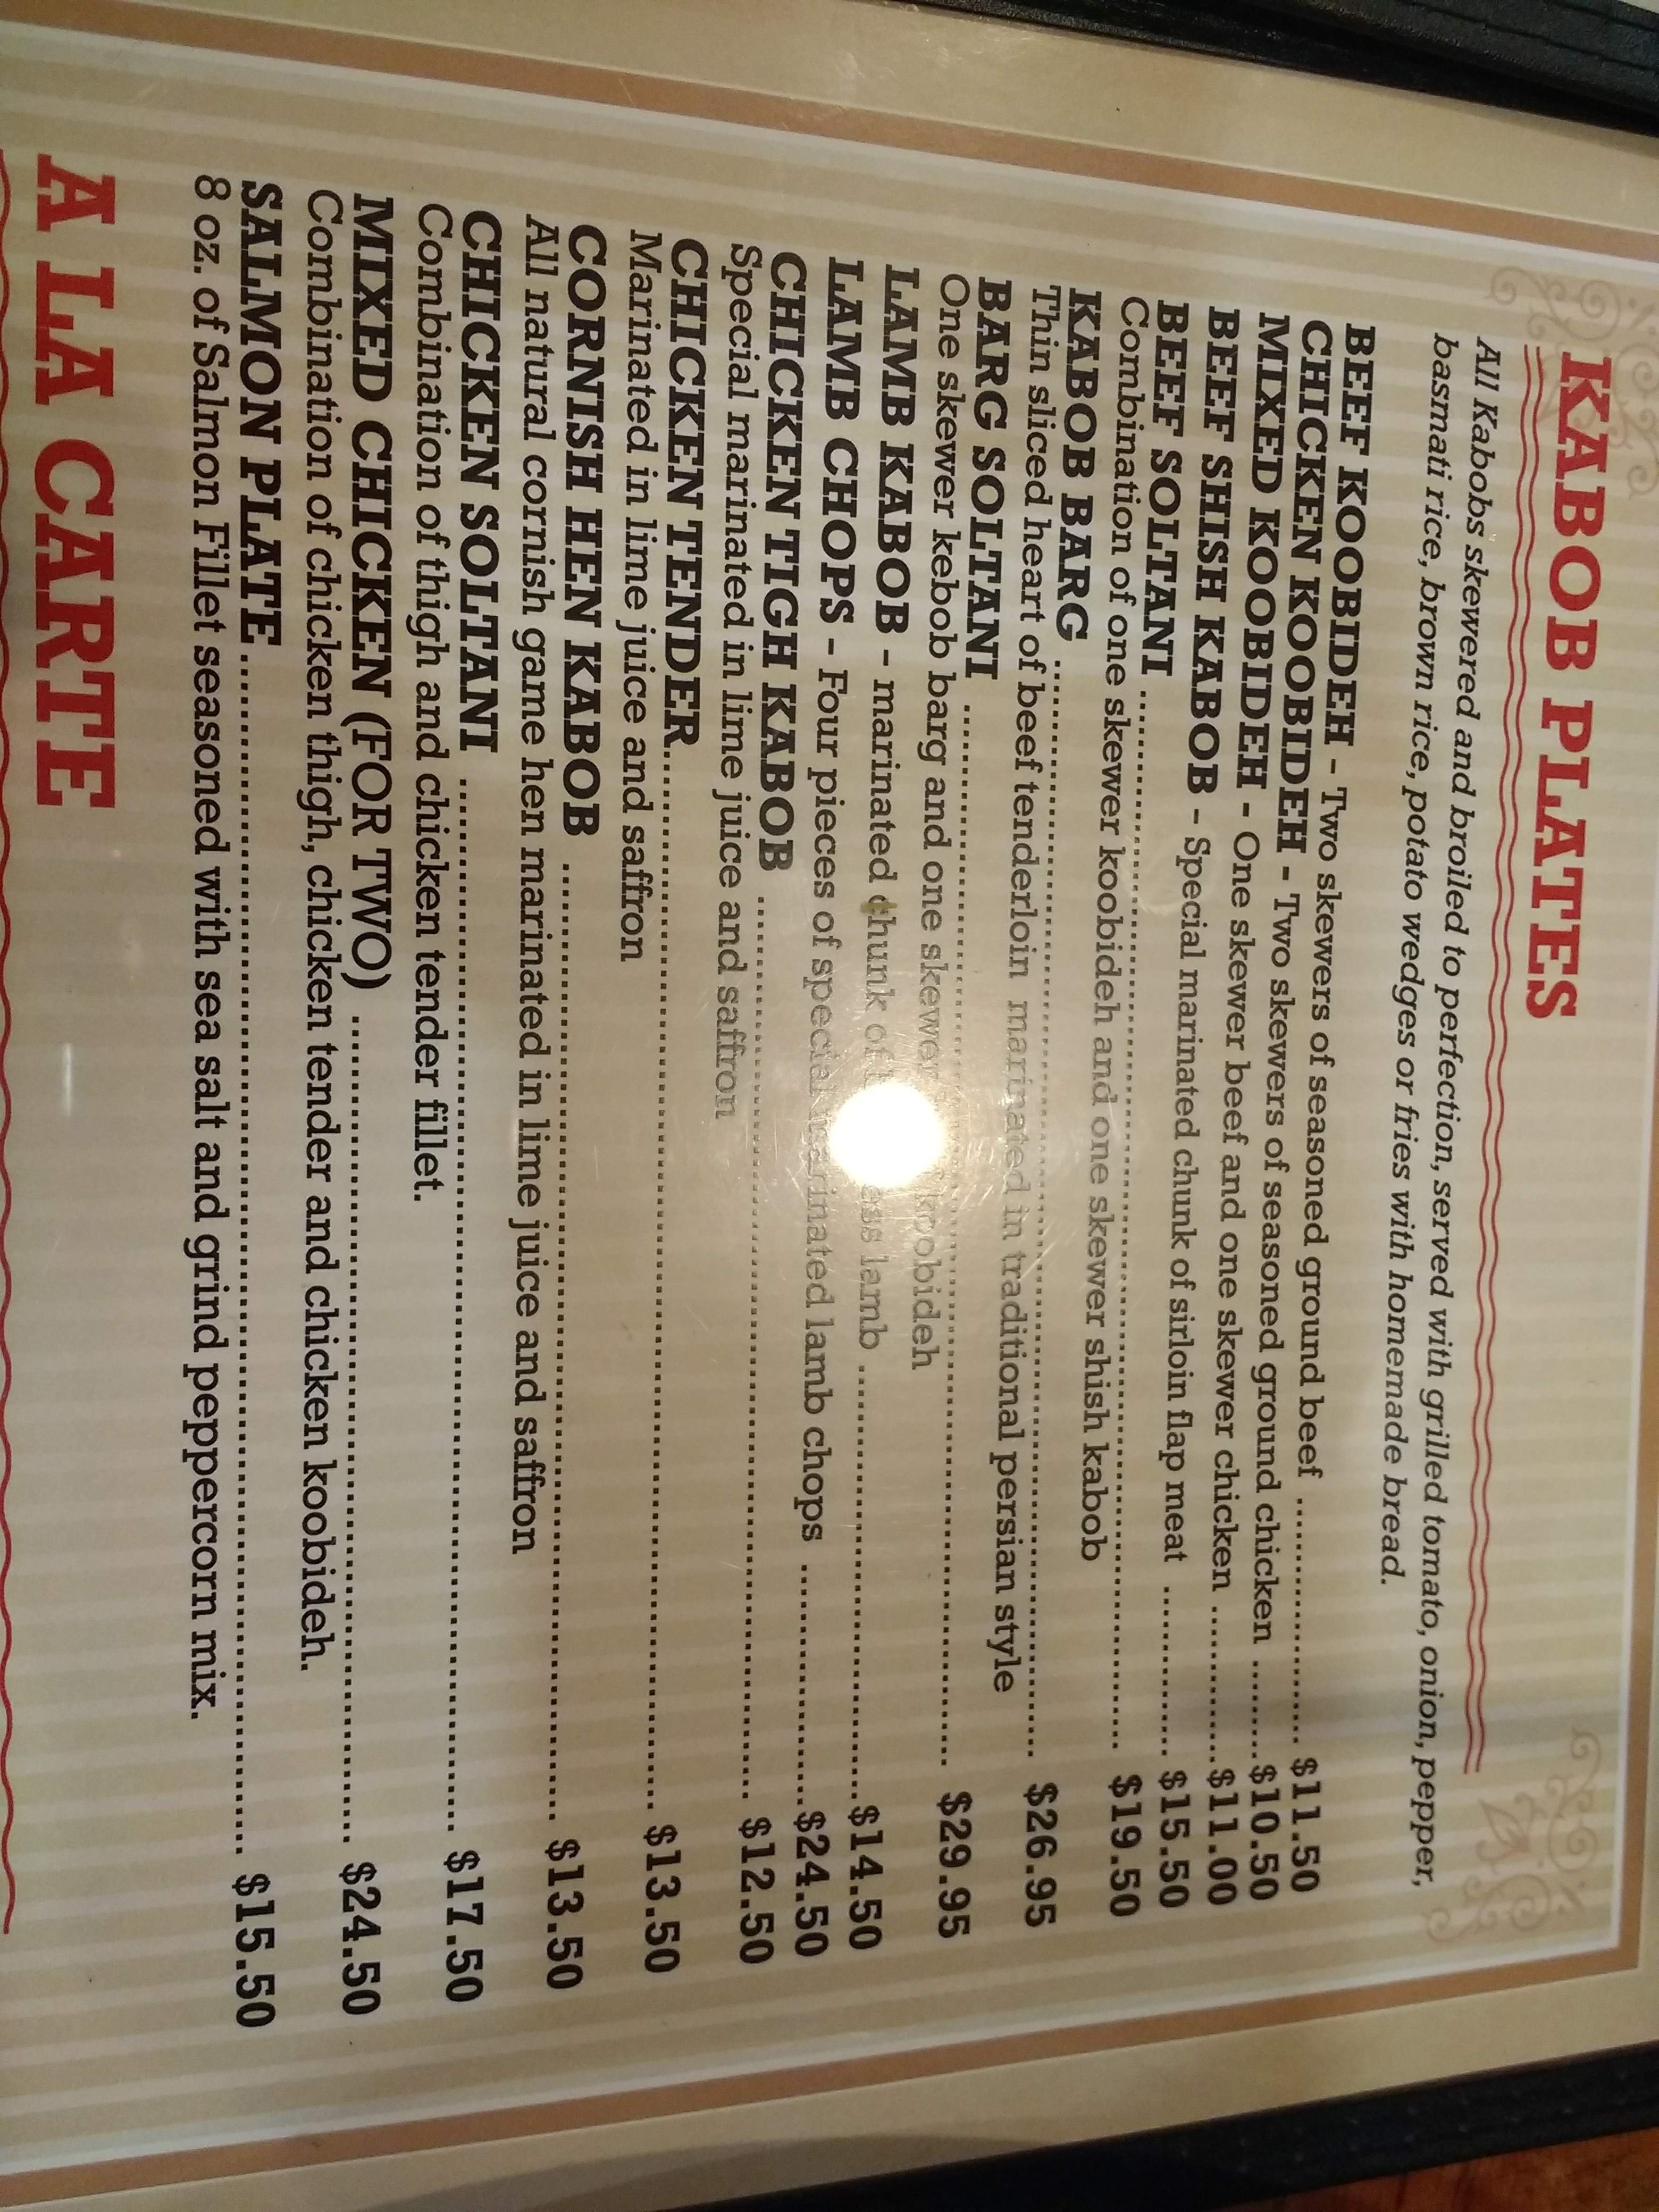 KABOB PLATES
All Kabobs skewered and broiled to perfection, served with grilled tomato, onion, pepper,
basmati rice, brown rice, potato wedges or fries with homemade bread.
BEEF KOOBIDEH - Two skewers of seasoned ground beef ........................ $11.50
CHICKEN KOOBIDEH - Two skewers of seasoned ground chicken ......... $10.50
MIXED KOOBIDEH - One skewer beef and one skewer chicken .............. $11.00
BEEF SHISH KABOB - Special marinated chunk of sirloin flap meat ............... $15.50
BEEF SOLTANI ........................ $19.50
Combination of one skewer koobideh and one skewer shish kabob
KABOB BARG ........................ $26.95
Thin sliced heart of beef tenderloin marinated in traditional persian style
BARG SOLTANI ........................ $29.95
One skewer kebob barg and one skewer koobideh
LAMB KABOB - marinated chunk lamb ........................ $14.50
LAMB CHOPS - Four pieces of special marinated lamb chops ........................ $24.50
CHICKEN TIGH KABOB ........................ $12.50
Special marinated in lime juice and saffron
CHICKEN TENDER ........................ $13.50
Marinated in lime juice and saffron
CORNISH HEN KABOB ........................ $13.50
All natural cornish game hen marinated in lime juice and saffron
CHICKEN SOLTANI ........................ $17.50
Combination of thigh and chicken tender fillet.
MIXED CHICKEN (FOR TWO) ........................ $24.50
Combination of chicken thigh, chicken tender and chicken koobideh.
SALMON PLATE ........................ $15.50
8 oz. of Salmon Fillet seasoned with sea salt and grind peppercorn mix.
A LA CARTE